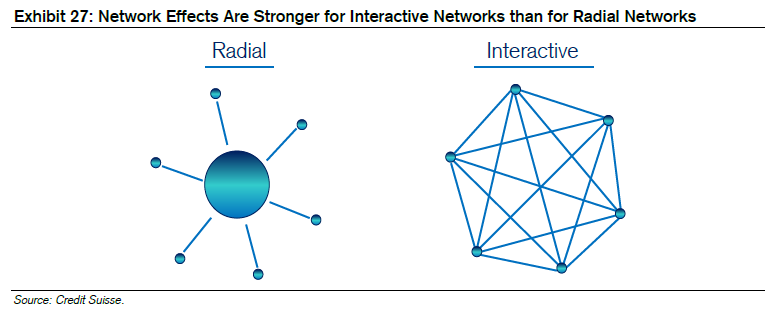 Exhibit 27: Network Effects Are Stronger for Interactive Networks than for Radial Networks
Radial
Interactive
Source: Credit Suisse.